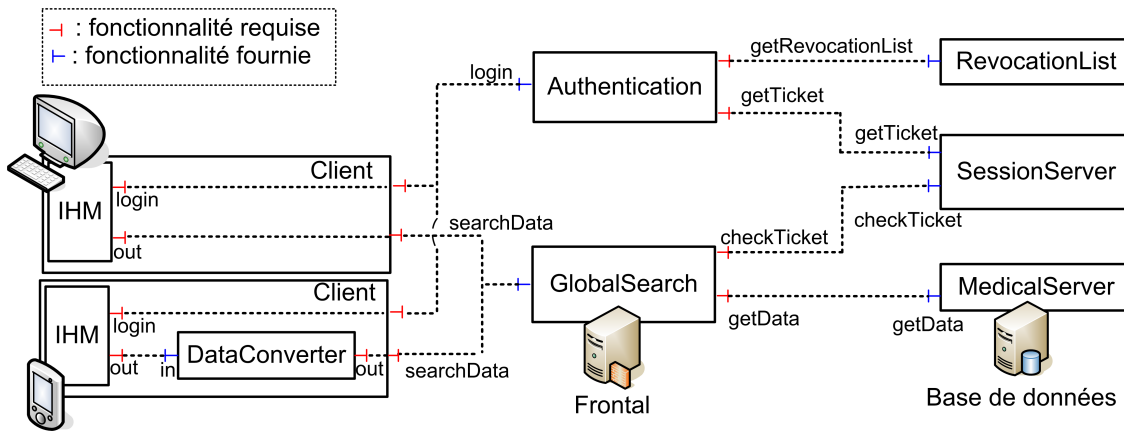 : fonctionnalité requise
: fonctionnalité fournie
login
Authentication
getRevocationList
RevocationList
getTicket
getTicket
SessionServer
checkTicket
checkTicket
Client
IHM
login
out
searchData
GlobalSearch
getData
MedicalServer
getData
Client
IHM
login
out
in
DataConverter
out
searchData
Frontal
Base de données